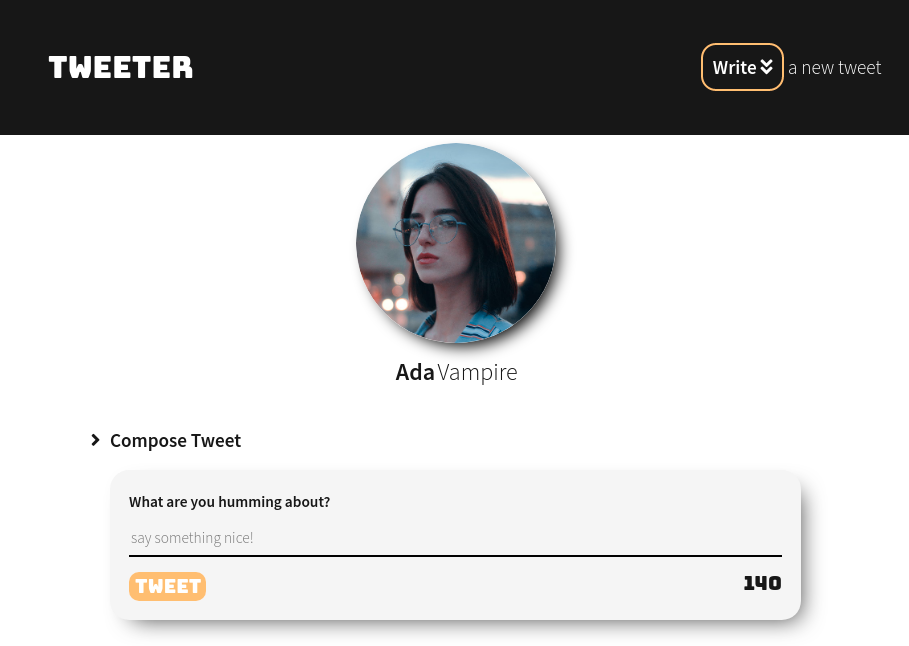 TWEETER
Write a new tweet
Ada Vampire
Compose Tweet
What are you humming about?
say something nice!
TWEET 140